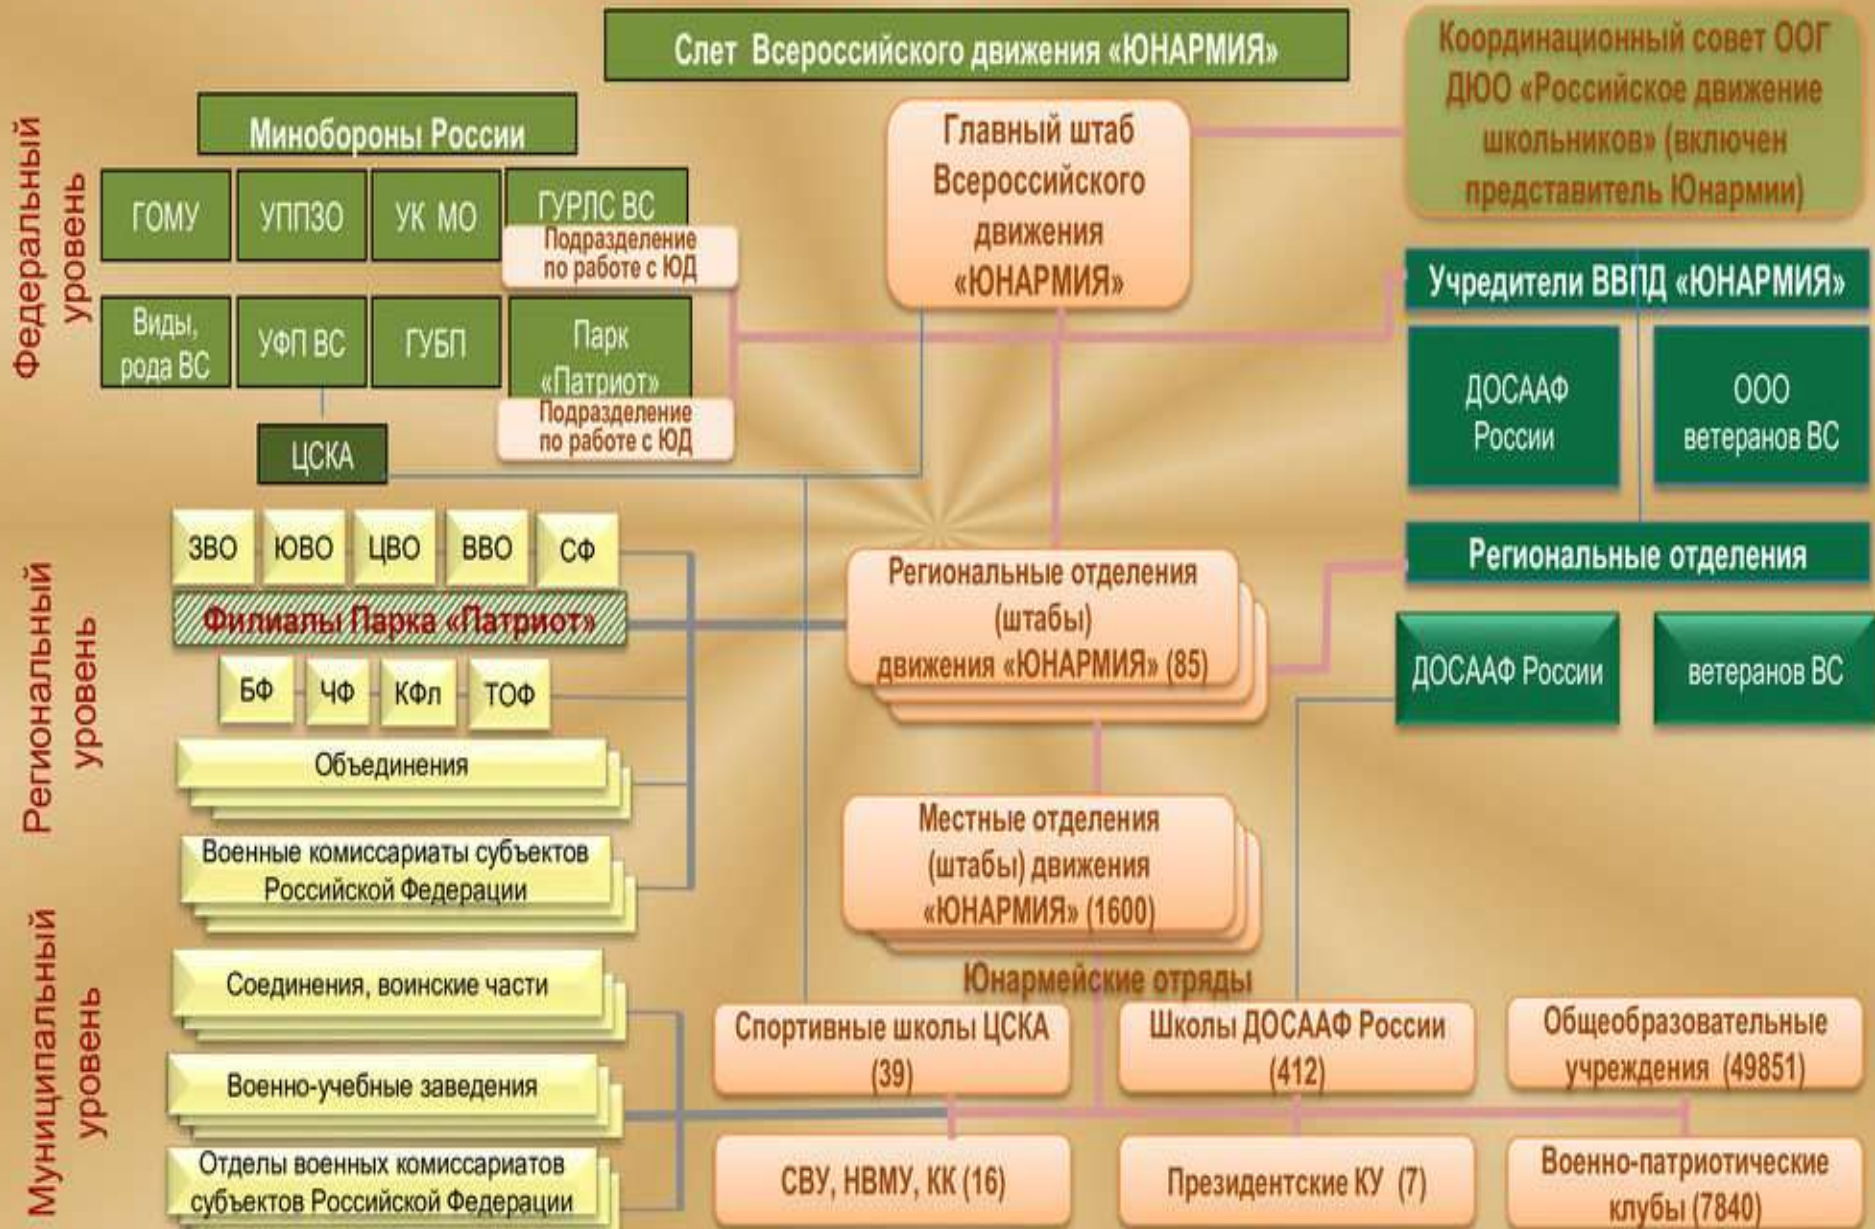 Слет Всероссийского движения «ЮНАРМИЯ»
Координационный совет ООГ
ДЮО «Российское движение
школьников» (включен
представитель Юнармии)
Федеральный
уровень
Минобороны России
ГОМУ
УППЗО
УК МО
ГУРЛС ВС
Подразделение
по работе с ЮД
Виды,
рода ВС
УФП ВС
ГУБП
Парк
«Патриот»
Подразделение
по работе с ЮД
ЦСКА
Главный штаб
Всероссийского
движения
«ЮНАРМИЯ»
Учредители ВВПД «ЮНАРМИЯ»
ДОСААФ
России
ООО
ветеранов ВС
Региональный
уровень
ЗВО
ЮВО
ЦВО
ВВО
СФ
Филиалы Парка «Патриот»
БФ
ЧФ
КФл
ТОФ
Объединения
Военные комиссариаты субъектов
Российской Федерации
Региональные отделения
(штабы)
движения «ЮНАРМИЯ» (85)
Региональные отделения
ДОСААФ России
ветеранов ВС
Муниципальный
уровень
Соединения, воинские части
Военно-учебные заведения
Отделы военных комиссариатов
субъектов Российской Федерации
Местные отделения
(штабы) движения
«ЮНАРМИЯ» (1600)
Юнармейские отряды
Спортивные школы ЦСКА
(39)
Школы ДОСААФ России
(412)
Общеобразовательные
учреждения (49851)
СВУ, НВМУ, КК (16)
Президентские КУ (7)
Военно-патриотические
клубы (7840)